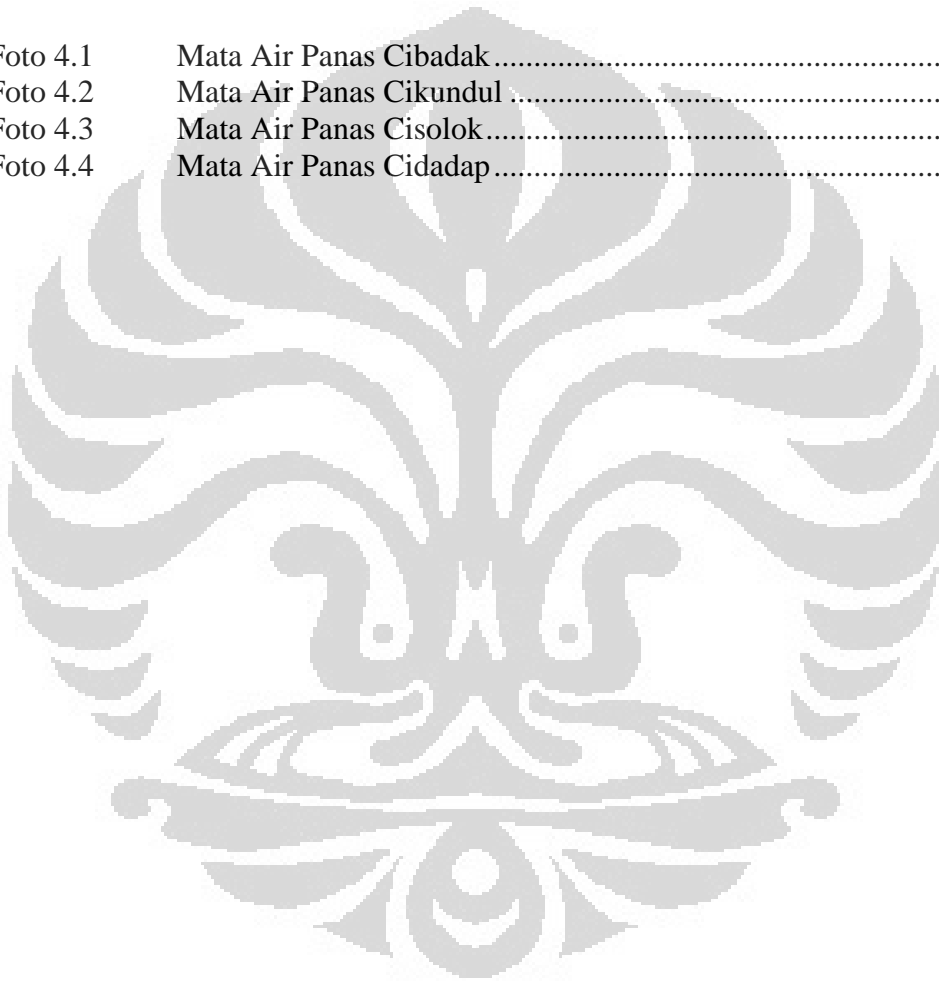 Foto 4.1 Mata Air Panas Cibadak................................................................
Foto 4.2 Mata Air Panas Cikundul ..............................................................
Foto 4.3 Mata Air Panas Cisolok.................................................................
Foto 4.4 Mata Air Panas Cidadap................................................................